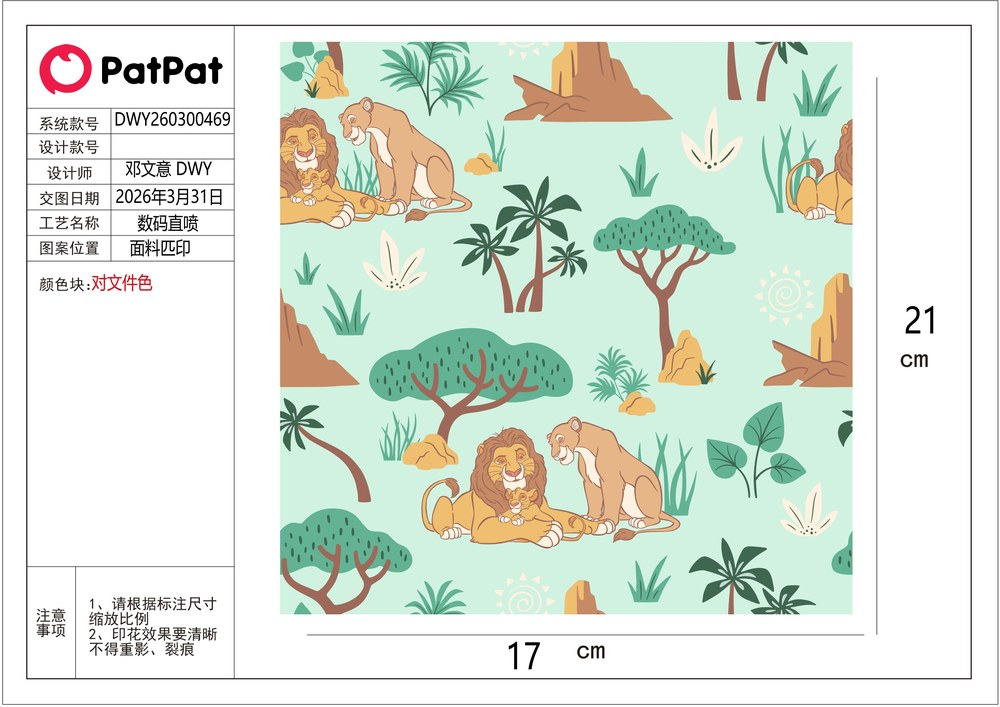 PatPat
系统款号 DWY260300469
设计款号
设计师 邓文意 DWY
交图日期 2026年3月31日
工艺名称 数码直喷
图案位置 面料匹印
颜色块:对文件色
注意
事项
1、请根据标注尺寸
缩放比例
2、印花效果要清晰
不得重影、裂痕
21
cm
17 cm